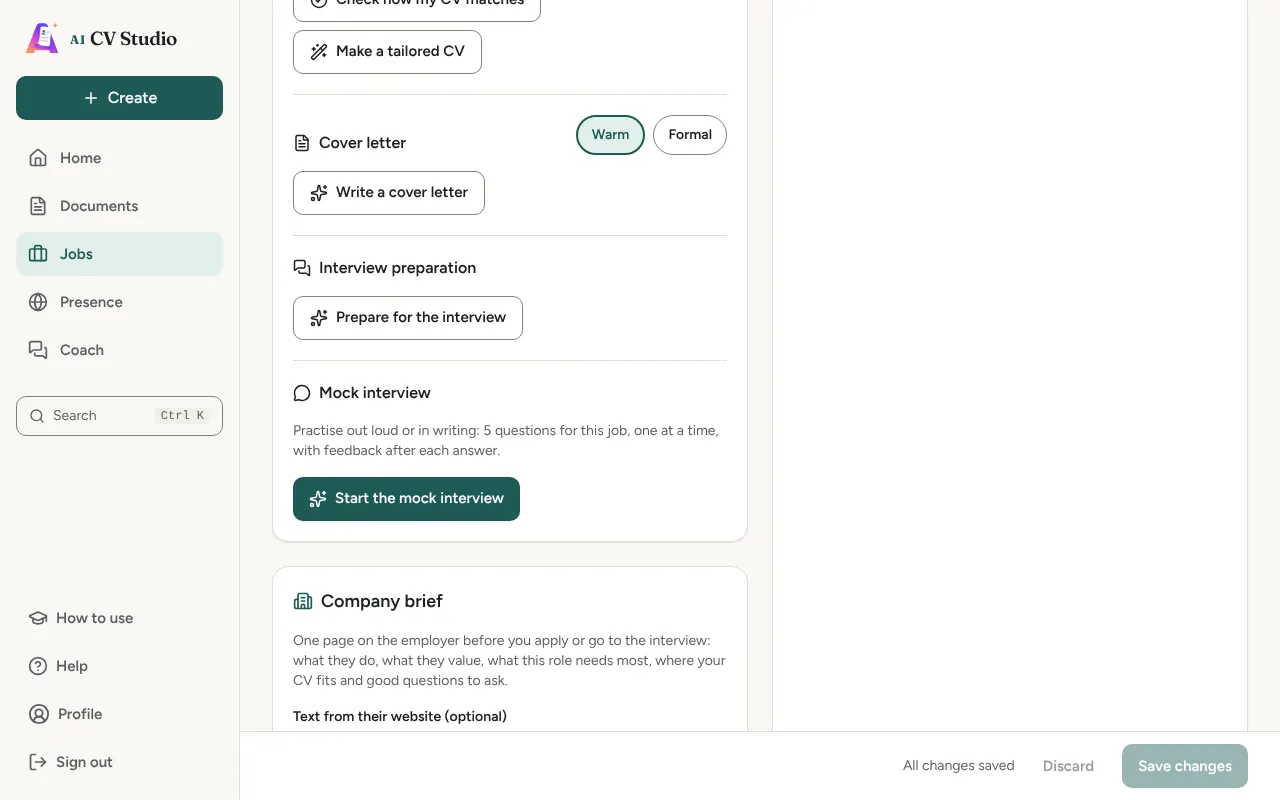 AI CV Studio
Create
Home
Documents
Jobs
Presence
Coach
Search Ctrl K
How to use
Help
Profile
Sign out
Check how my CV matches
Make a tailored CV
Cover letter
Warm
Formal
Write a cover letter
Interview preparation
Prepare for the interview
Mock interview
Practise out loud or in writing: 5 questions for this job, one at a time,
with feedback after each answer.
Start the mock interview
Company brief
One page on the employer before you apply or go to the interview:
what they do, what they value, what this role needs most, where your
CV fits and good questions to ask.
Text from their website (optional)
All changes saved
Discard
Save changes